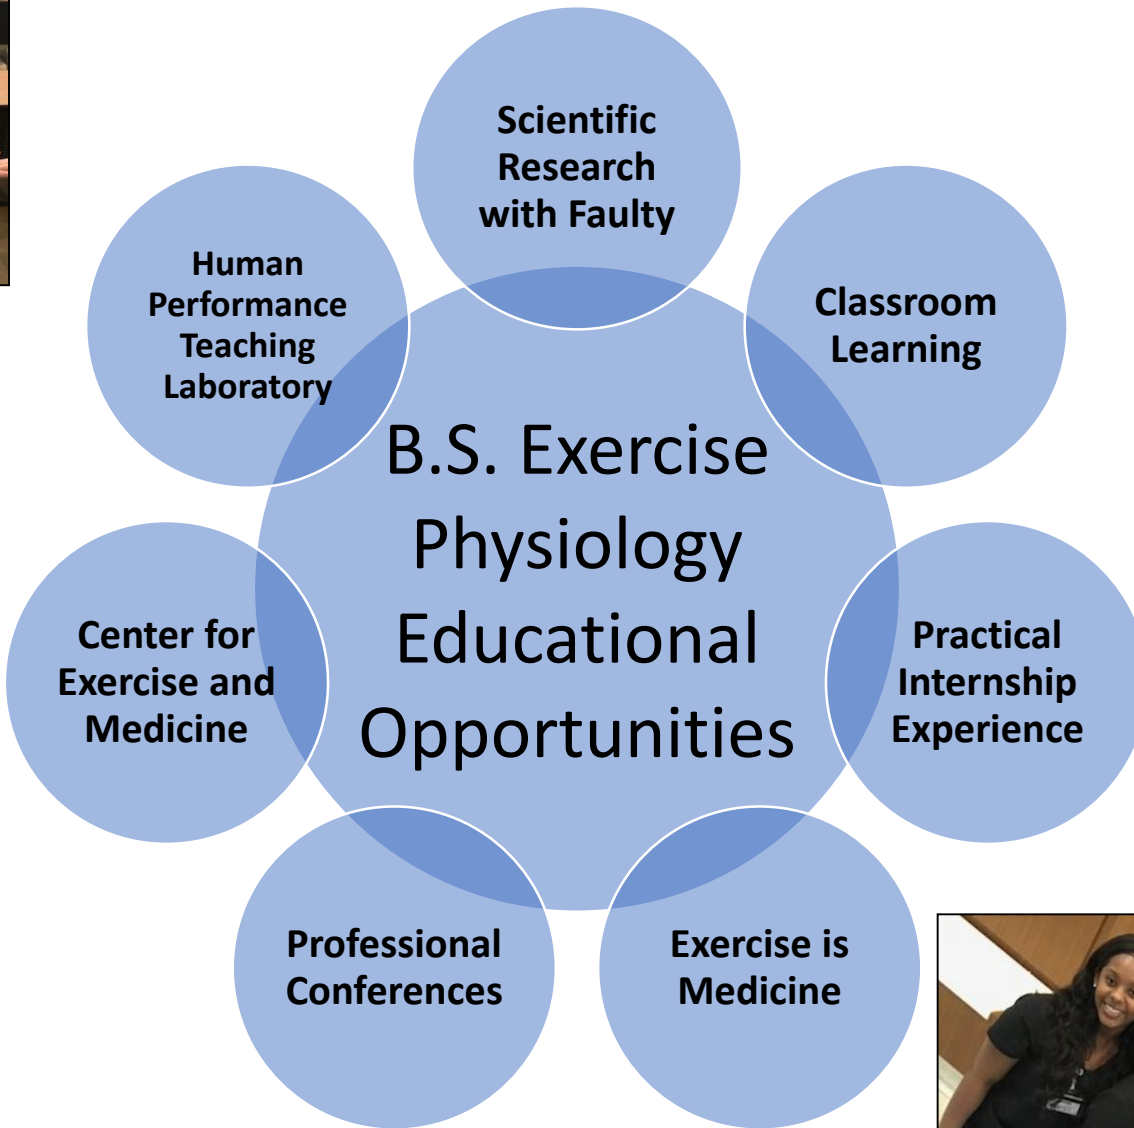 Scientific
Research
with Faulty
Human
Performance
Teaching
Laboratory
Classroom
Learning
B.S. Exercise
Physiology
Educational
Opportunities
Center for
Exercise and
Medicine
Practical
Internship
Experience
Professional
Conferences
Exercise is
Medicine